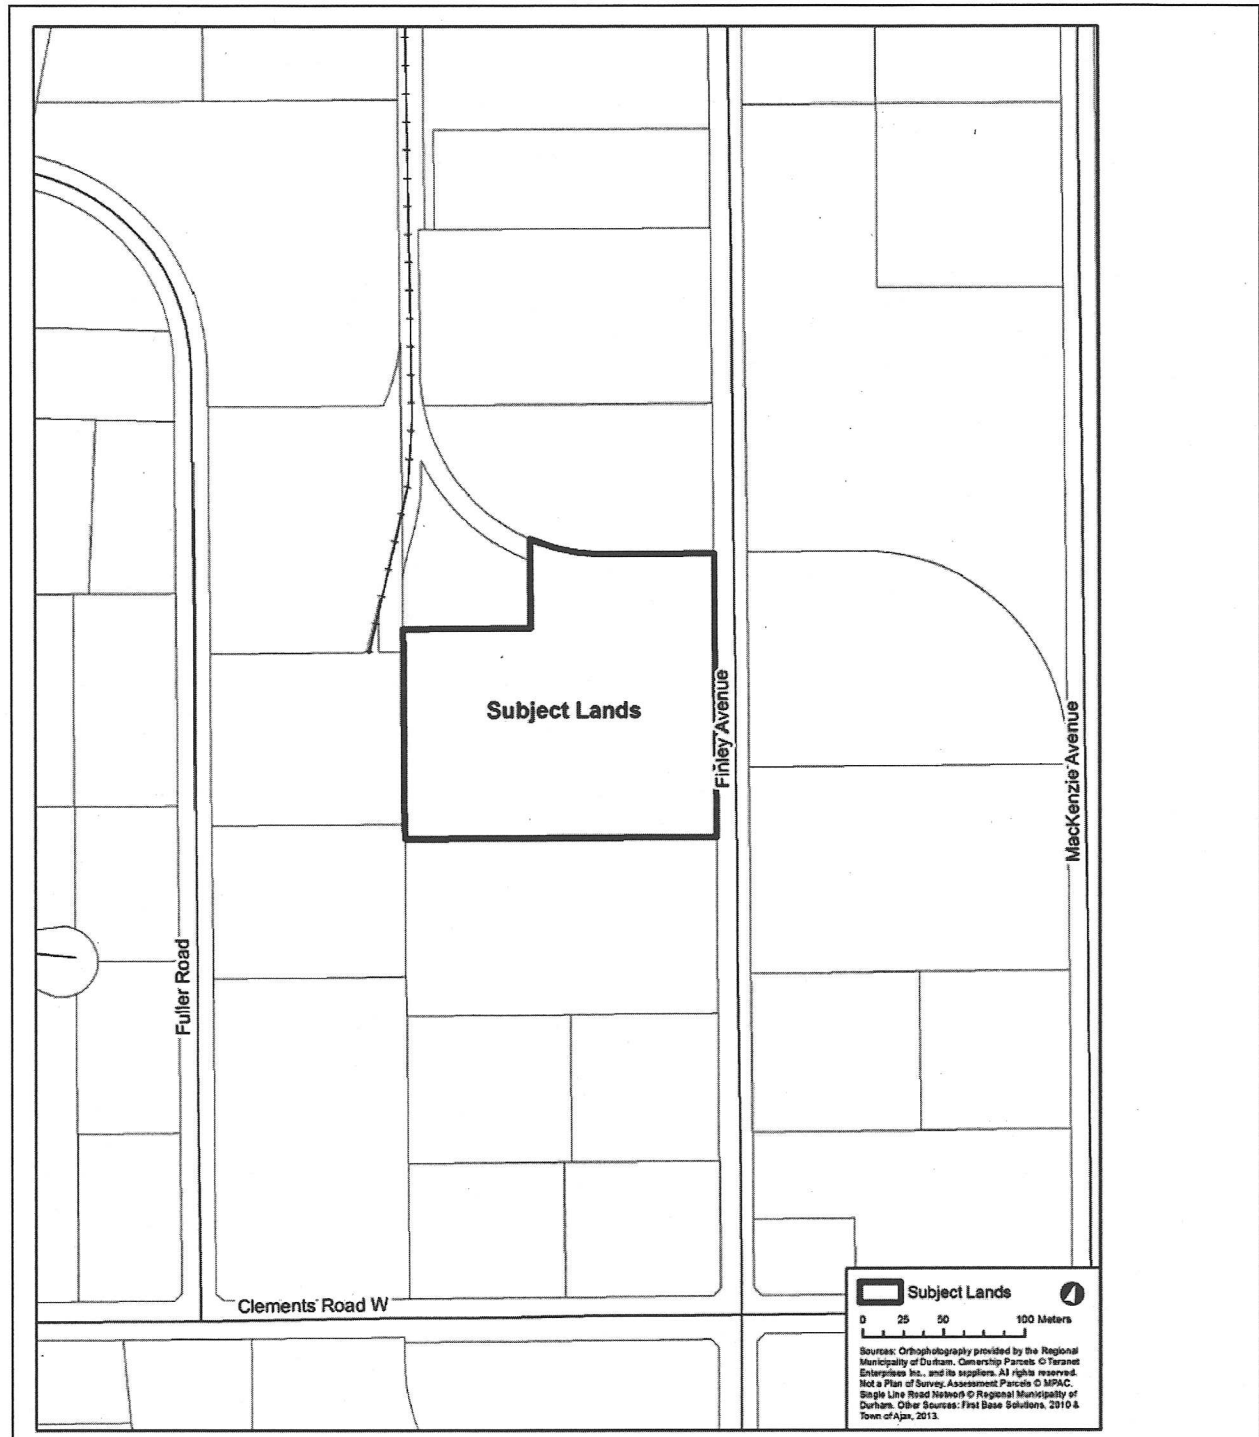 Subject Lands
Finley Avenue
MacKenzie Avenue
Fuller Road
Clements Road W
Subject Lands
0 25 50 100 Meters
Sources: Orthophotography provided by the Regional
Municipality of Durham. Ownership Parcels © Teranet
Enterprises Inc., and its suppliers. All rights reserved.
Not a Plan of Survey. Assessment Parcels © MPAC.
Single Line Road Network © Regional Municipality of
Durham. Other Sources: First Base Solutions, 2010 &
Town of Ajax, 2013.